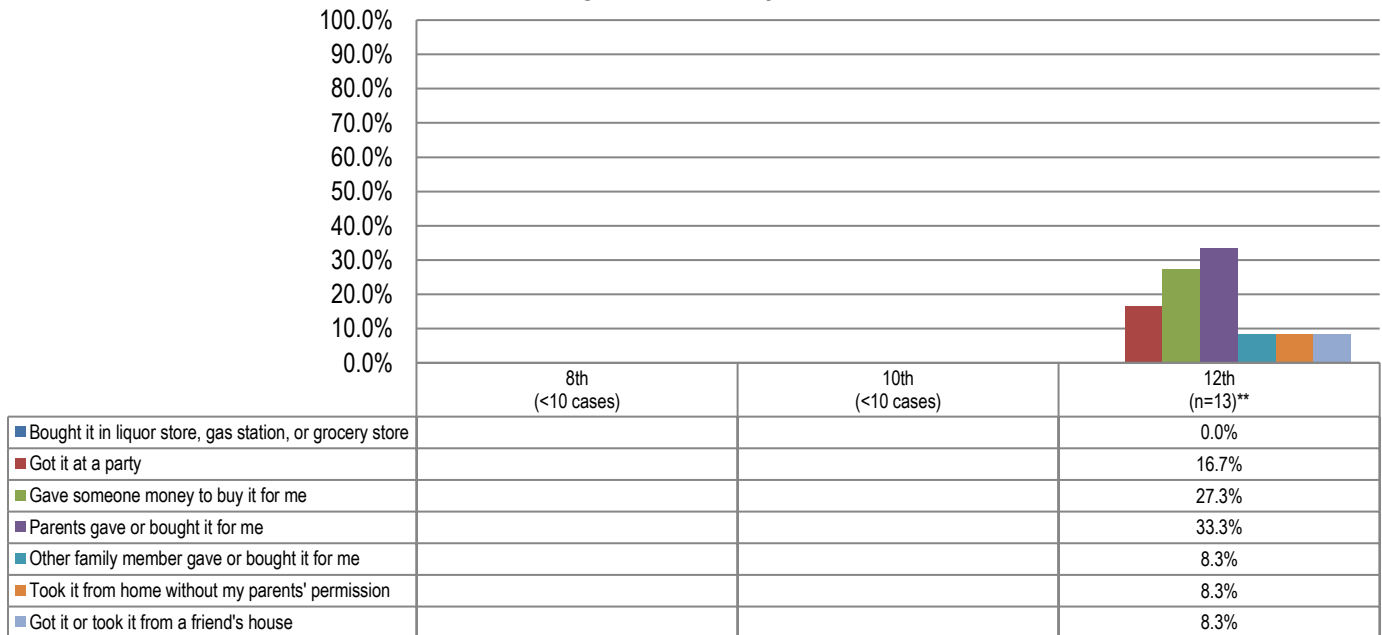 100.0%
90.0%
80.0%
70.0%
60.0%
50.0%
40.0%
30.0%
20.0%
10.0%
0.0%
8th 10th 12th
(<10 cases) (<10 cases) (n=13)**
Bought it in liquor store, gas station, or grocery store 0.0%
Got it at a party 16.7%
Gave someone money to buy it for me 27.3%
Parents gave or bought it for me 33.3%
Other family member gave or bought it for me 8.3%
Took it from home without my parents' permission 8.3%
Got it or took it from a friend's house 8.3%